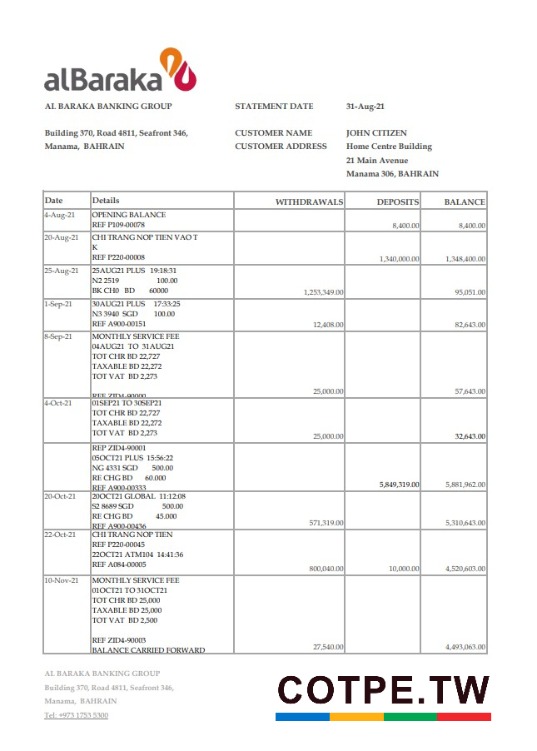 alBaraka
AL BARAKA BANKING GROUP STATEMENT DATE 31-Aug-21
Building 370, Road 4811, Seafront 346, CUSTOMER NAME JOHN CITIZEN
Manama, BAHRAIN CUSTOMER ADDRESS Home Centre Building
21 Main Avenue
Manama 306, BAHRAIN
Date Details WITHDRAWALS DEPOSITS BALANCE
4-Aug-21 OPENING BALANCE
REF P109-00078 8,400.00 8,400.00
20-Aug-21 CHI TRANG NOP TIEN VAO T
K
REF P220-00008 1,340,000.00 1,348,400.00
25-Aug-21 25AUG21 PLUS 19:18:31
N2 2519 100.00
BK CH0 BD 60000 1,253,349.00 95,051.00
1-Sep-21 30AUG21 PLUS 17:33:25
N3 3940 SGD 100.00
REF A900-00151 12,408.00 82,643.00
8-Sep-21 MONTHLY SERVICE FEE
04AUG21 TO 31AUG21
TOT CHR BD 22,727
TAXABLE BD 22,272
TOT VAT BD 2,273
REF ZID4-90000 25,000.00 57,643.00
4-Oct-21 01SEP21 TO 30SEP21
TOT CHR BD 22,727
TAXABLE BD 22,272
TOT VAT BD 2,273 25,000.00 32,643.00
REP ZID4-90001
05OCT21 PLUS 15:56:22
NG 4331 SGD 500.00
RE CHG BD 60.000
REF A900-00333 5,849,319.00 5,881,962.00
20-Oct-21 20OCT21 GLOBAL 11:12:08
S2 8689 SGD 500.00
RE CHG BD 45.000
REF A900-00436 571,319.00 5,310,643.00
22-Oct-21 CHI TRANG NOP TIEN
REF P220-00045
22OCT21 ATM104 14:41:36
REF A084-00005 800,040.00 10,000.00 4,520,603.00
10-Nov-21 MONTHLY SERVICE FEE
01OCT21 TO 31OCT21
TOT CHR BD 25,000
TAXABLE BD 25,000
TOT VAT BD 2,500
REF ZID4-90003
BALANCE CARRIED FORWARD 27,540.00 4,493,063.00
AL BARAKA BANKING GROUP
Building 370, Road 4811, Seafront 346,
Manama, BAHRAIN
Tel: +973 1753 5300
COTPE.TW